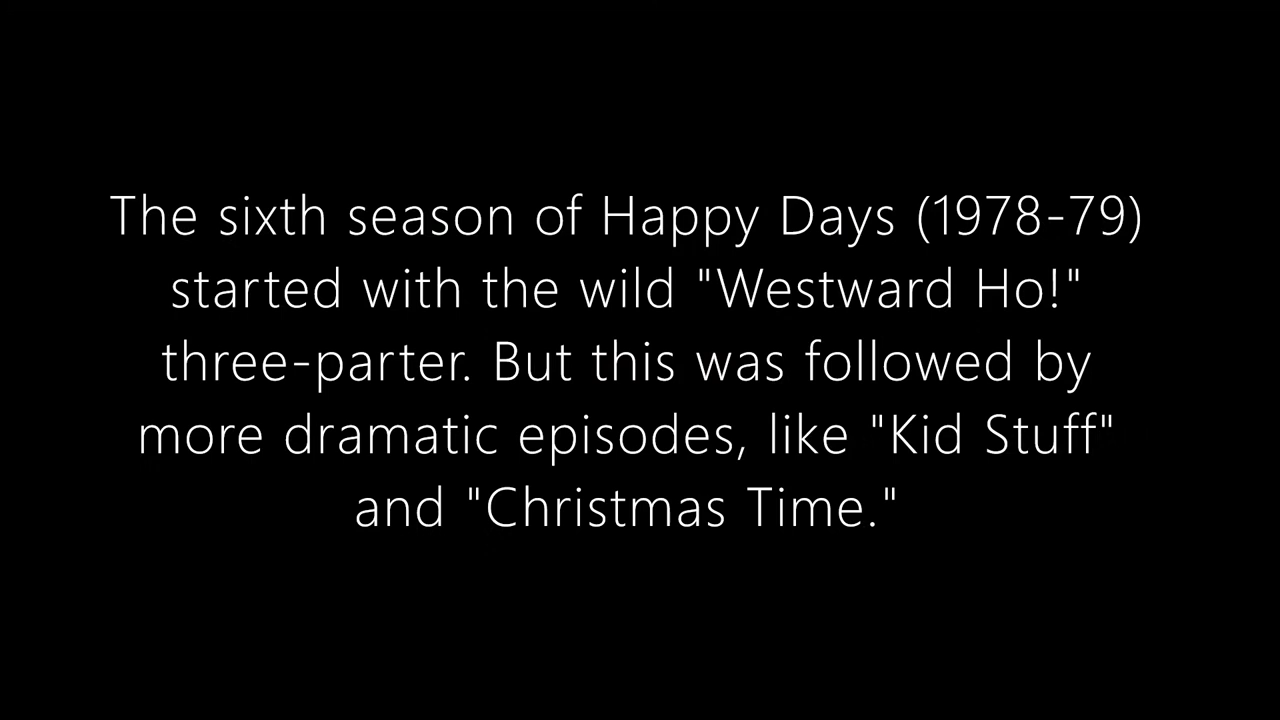 The sixth season of Happy Days (1978-79)
started with the wild "Westward Ho!"
three-parter. But this was followed by
more dramatic episodes, like "Kid Stuff"
and "Christmas Time."